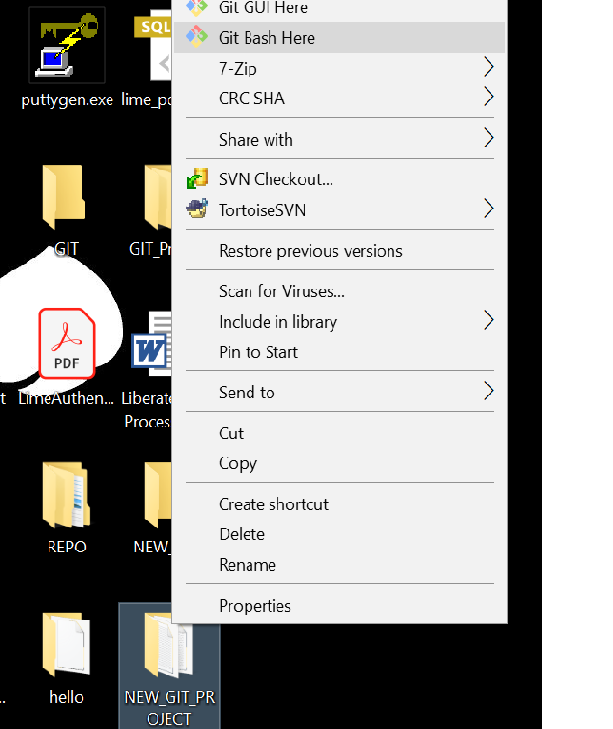 Git GUI Here
Git Bash Here
7-Zip
CRC SHA
Share with
SVN Checkout...
TortoiseSVN
Restore previous versions
Scan for Viruses...
Include in library
Pin to Start
Send to
Cut
Copy
Create shortcut
Delete
Rename
Properties
SQL
puttygen.exe
lime_po
GIT
GIT_Pr
PDF
W
t
LimeAuthen...
Liberate
Proces
REPO
NEW_
..
hello
NEW_GIT_PR
OJECT